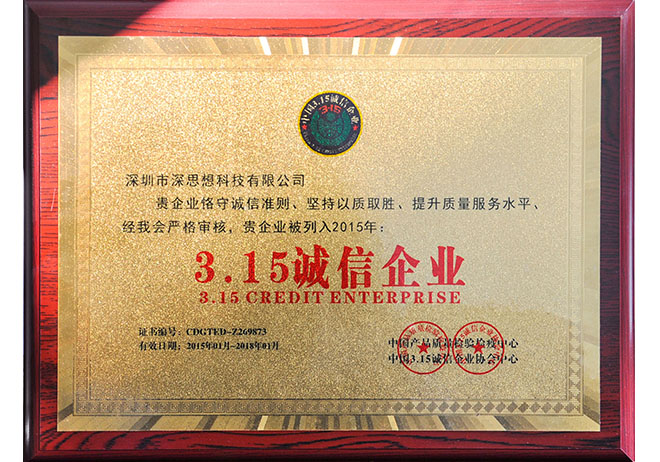 中国3.15诚信企业
3·15
深圳市深思想科技有限公司
贵企业恪守诚信准则、坚持以质取胜、提升质量服务水平、
经我会严格审核，贵企业被列入2015年：
3.15诚信企业
3.15 CREDIT ENTERPRISE
证书编号：CDGTED-Z269873
有效日期：2015年01月-2018年01月
中国产品质量检验检疫中心
中国3.15诚信企业协会中心